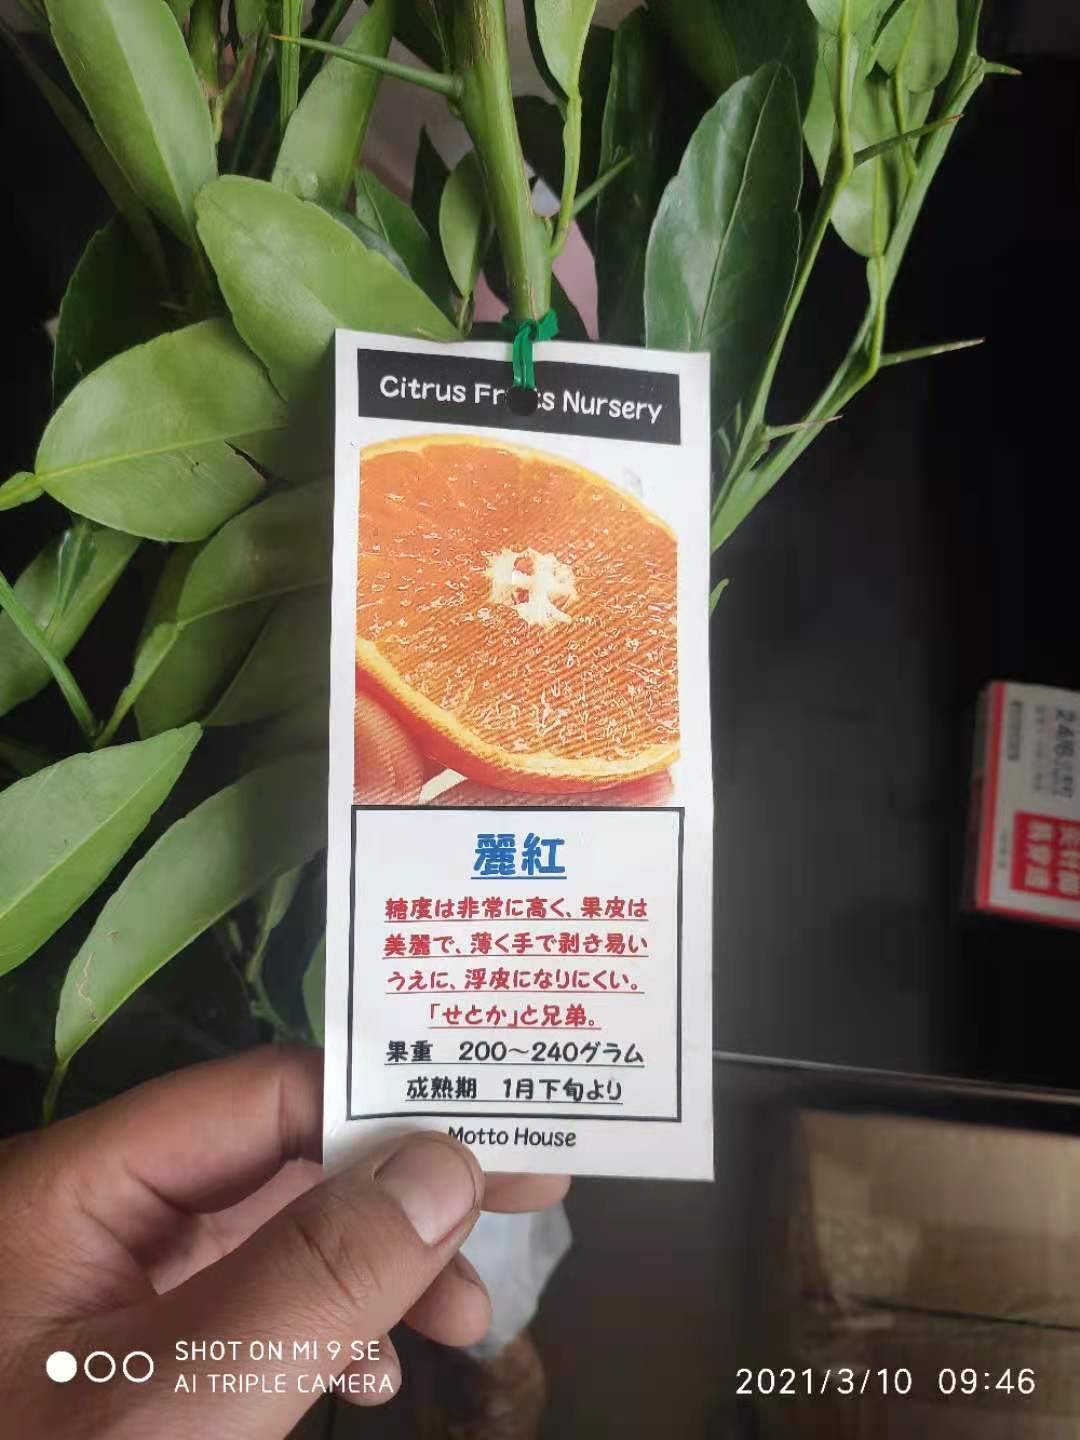 Citrus Fruits Nursery
麗紅
糖度は非常に高く、果皮は
美麗で、薄く手で剥き易い
うえに、浮皮になりにくい。
「せとか」と兄弟。
果重 200～240グラム
成熟期 1月下旬より
Motto House
SHOT ON MI 9 SE
AI TRIPLE CAMERA
2021/3/10 09:46